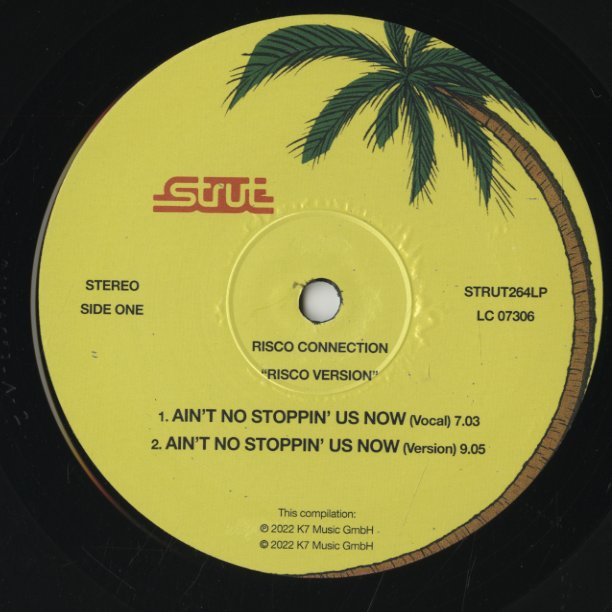 Strut
STEREO
SIDE ONE
STRUT264LP
LC 07306
RISCO CONNECTION
"RISCO VERSION"
1. AIN'T NO STOPPIN' US NOW (Vocal) 7.03
2. AIN'T NO STOPPIN' US NOW (Version) 9.05
This compilation:
℗ 2022 K7 Music GmbH
© 2022 K7 Music GmbH